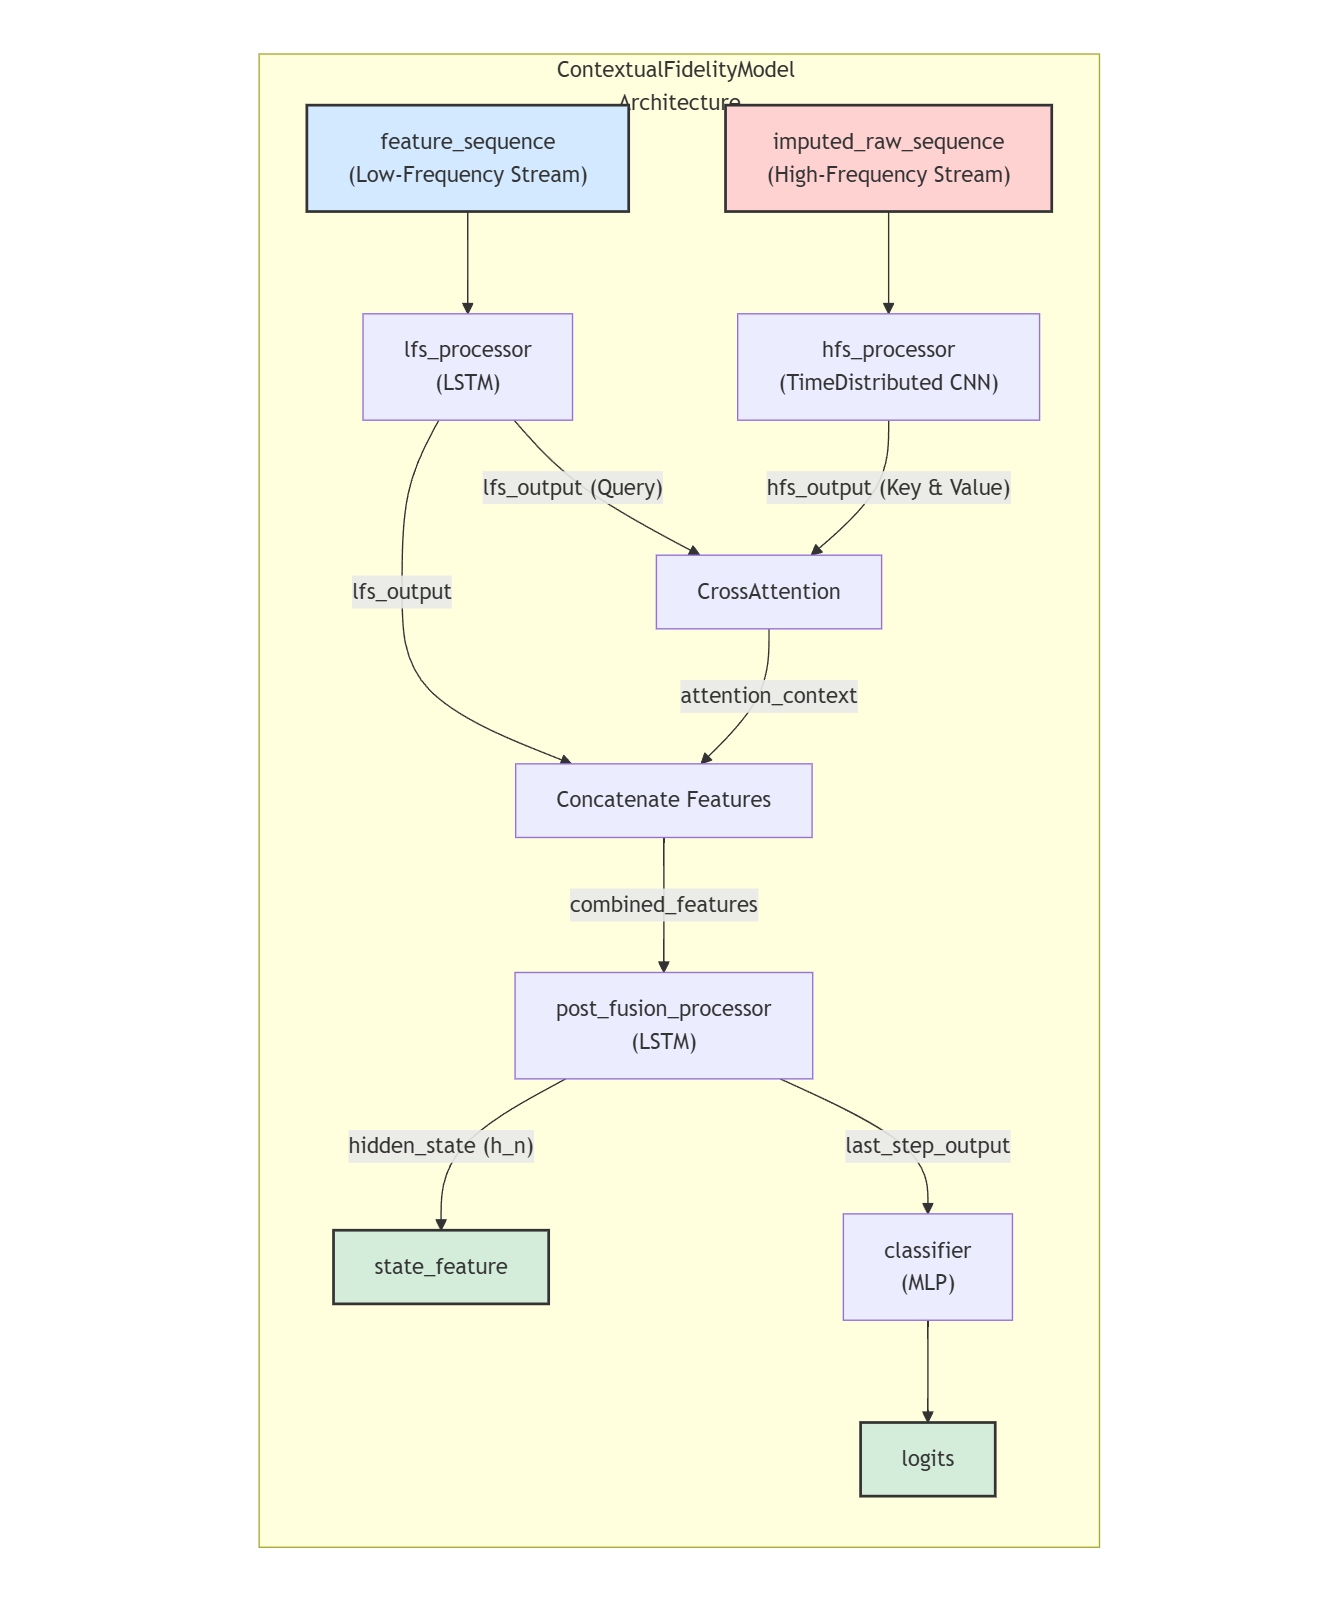 ContextualFidelityModel
Architecture
feature_sequence
(Low-Frequency Stream)
imputed_raw_sequence
(High-Frequency Stream)
lfs_processor
(LSTM)
hfs_processor
(TimeDistributed CNN)
lfs_output (Query)
hfs_output (Key & Value)
lfs_output
CrossAttention
attention_context
Concatenate Features
combined_features
post_fusion_processor
(LSTM)
hidden_state (h_n)
last_step_output
state_feature
classifier
(MLP)
logits